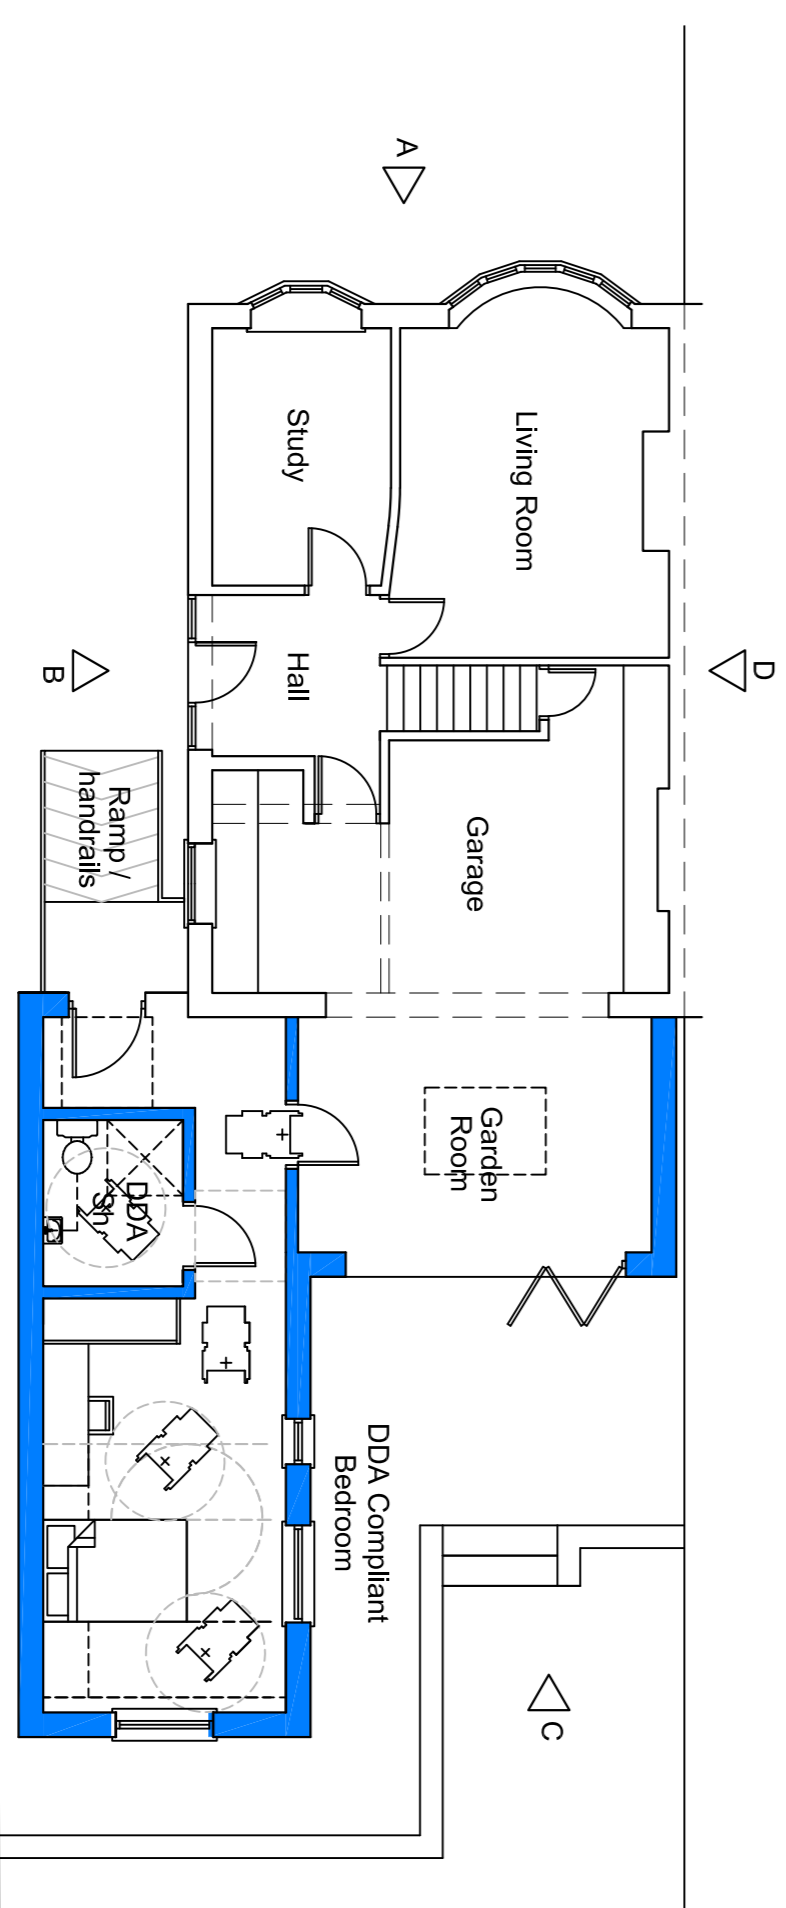 A
Living Room
Study
D
B
Hall
Ramp /
handrails
Garage
Garden
Room
DDA
Sh
DDA Compliant
Bedroom
C